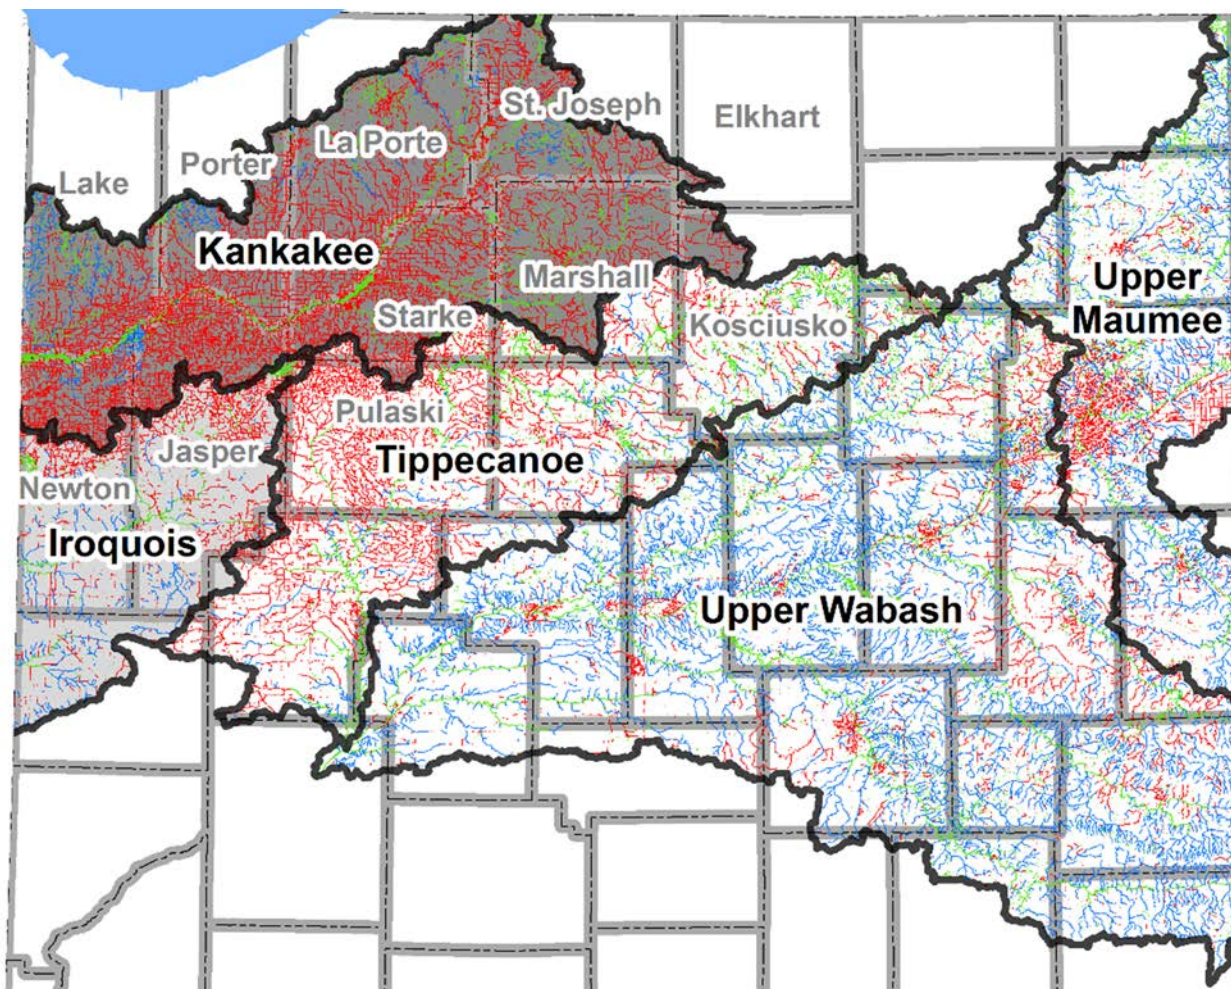 St. Joseph
Elkhart
La Porte
Porter
Lake
Kankakee
Marshall
Upper
Maumee
Starke
Kosciusko
Pulaski
Jasper
Tippecanoe
Newton
Iroquois
Upper Wabash